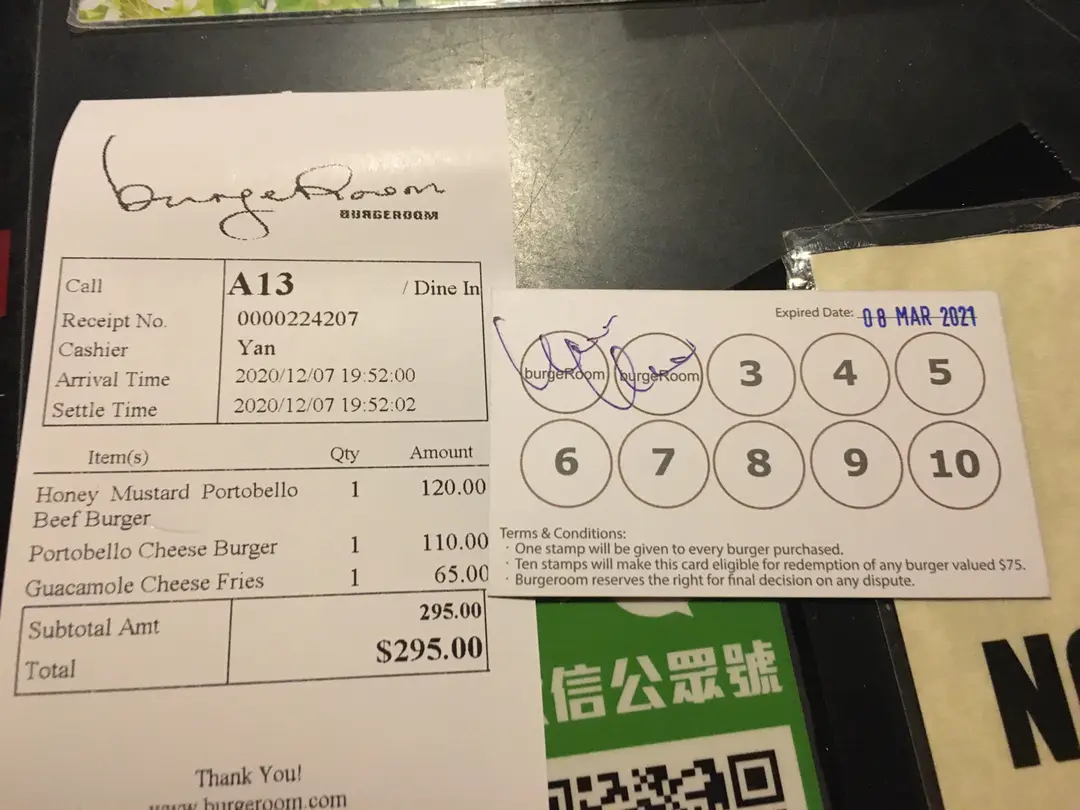 burgeRoom
BURGEROOM
Call A13 / Dine In
Receipt No. 0000224207
Cashier Yan
Arrival Time 2020/12/07 19:52:00
Settle Time 2020/12/07 19:52:02
Item(s) Qty Amount
Honey Mustard Portobello 1 120.00
Beef Burger
Portobello Cheese Burger 1 110.00
Guacamole Cheese Fries 1 65.00
Subtotal Amt 295.00
Total $295.00
Thank You!
www.burgeroom.com
Expired Date: 08 MAR 2021
burgeRoom burgeRoom 3 4 5
6 7 8 9 10
Terms & Conditions:
· One stamp will be given to every burger purchased.
· Ten stamps will make this card eligible for redemption of any burger valued $75.
· Burgeroom reserves the right for final decision on any dispute.
信公眾號